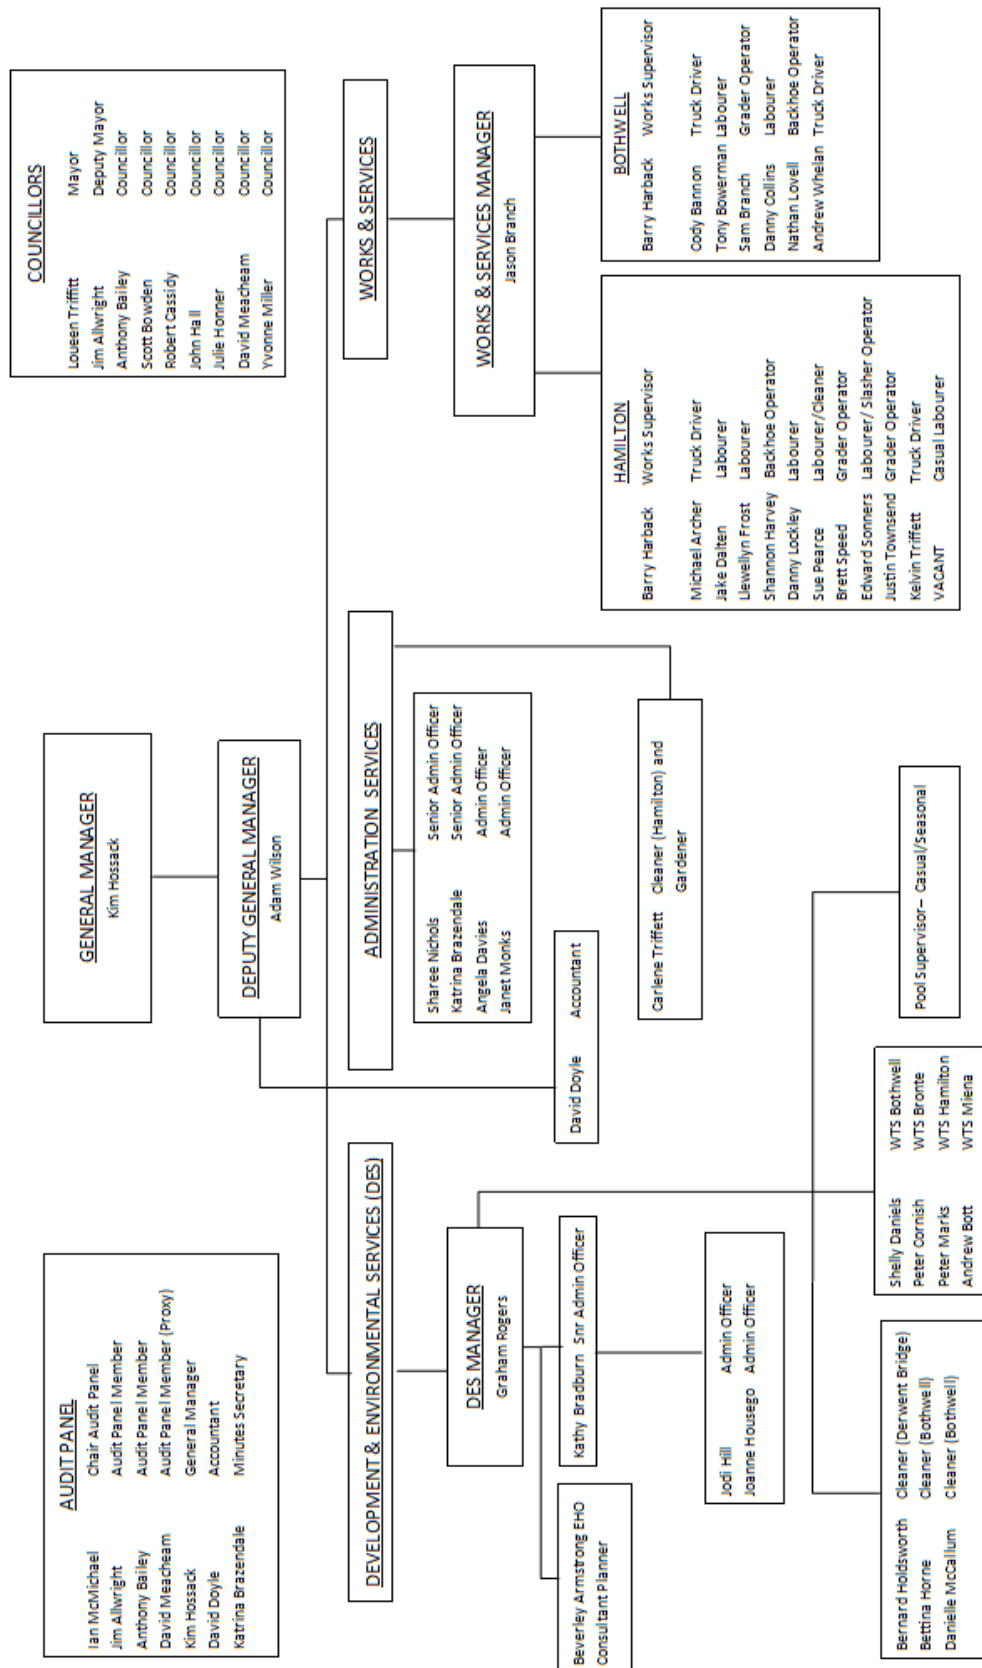 AUDIT PANEL
Ian McMichael Chair Audit Panel
Jim Allwright Audit Panel Member
Anthony Bailey Audit Panel Member
David Meacheam Audit Panel Member (Proxy)
Kim Hossack General Manager
David Doyle Accountant
Katrina Brazendale Minutes Secretary
GENERAL MANAGER
Kim Hossack
COUNCILLORS
Loueen Triffitt Mayor
Jim Allwright Deputy Mayor
Anthony Bailey Councillor
Scott Bowden Councillor
Robert Cassidy Councillor
John Hall Councillor
Julie Honner Councillor
David Meacheam Councillor
Yvonne Miller Councillor
DEPUTY GENERAL MANAGER
Adam Wilson
DEVELOPMENT & ENVIRONMENTAL SERVICES (DES)
ADMINISTRATION SERVICES
WORKS & SERVICES
DES MANAGER
Graham Rogers
Sharee Nichols Senior Admin Officer
Katrina Brazendale Senior Admin Officer
Angela Davies Admin Officer
Janet Monks Admin Officer
WORKS & SERVICES MANAGER
Jason Branch
Beverley Armstrong EHO
Consultant Planner
Kathy Bradburn Snr Admin Officer
David Doyle Accountant
Jodi Hill Admin Officer
Joanne Housego Admin Officer
Carlene Triffett Cleaner (Hamilton) and
Gardener
HAMILTON
Barry Harback Works Supervisor
Michael Archer Truck Driver
Jake Dalten Labourer
Llewellyn Frost Labourer
Shannon Harvey Backhoe Operator
Danny Lockley Labourer
Sue Pearce Labourer/Cleaner
Brett Speed Grader Operator
Edward Sonners Labourer/ Slasher Operator
Justin Townsend Grader Operator
Kelvin Triffett Truck Driver
VACANT Casual Labourer
BOTHWELL
Barry Harback Works Supervisor
Cody Bannon Truck Driver
Tony Bowerman Labourer
Sam Branch Grader Operator
Danny Collins Labourer
Nathan Lovell Backhoe Operator
Andrew Whelan Truck Driver
Bernard Holdsworth Cleaner (Derwent Bridge)
Bettina Horne Cleaner (Bothwell)
Danielle McCallum Cleaner (Bothwell)
Shelly Daniels WTS Bothwell
Peter Cornish WTS Bronte
Peter Marks WTS Hamilton
Andrew Bott WTS Miena
Pool Supervisor– Casual/Seasonal